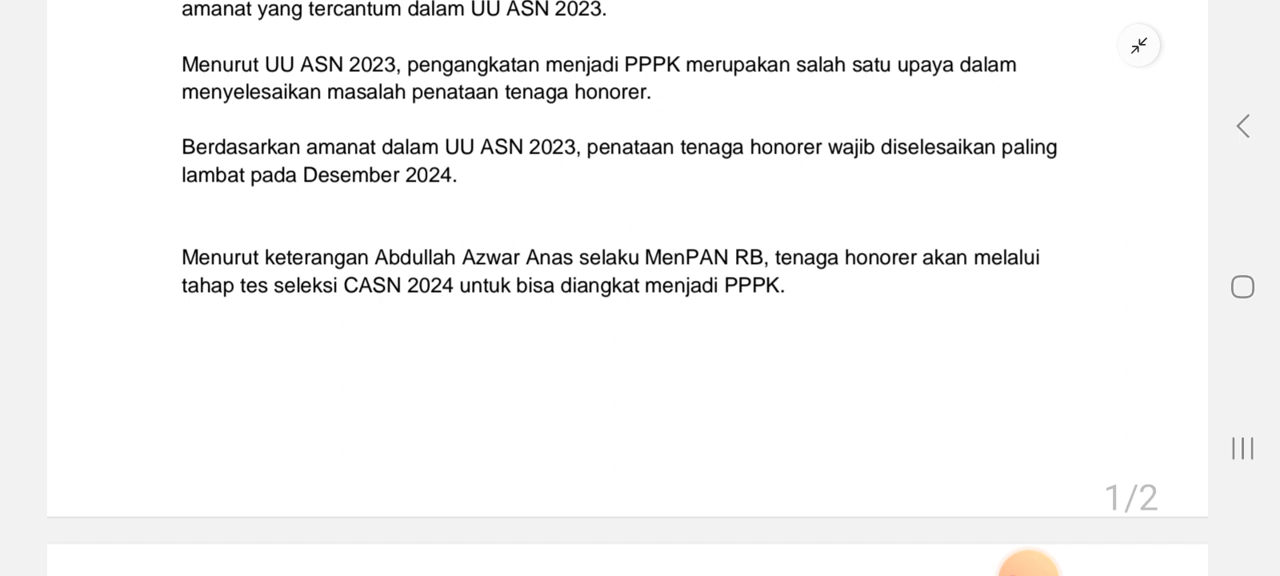 amanat yang tercantum dalam UU ASN 2023.
Menurut UU ASN 2023, pengangkatan menjadi PPPK merupakan salah satu upaya dalam
menyelesaikan masalah penataan tenaga honorer.
Berdasarkan amanat dalam UU ASN 2023, penataan tenaga honorer wajib diselesaikan paling
lambat pada Desember 2024.
Menurut keterangan Abdullah Azwar Anas selaku MenPAN RB, tenaga honorer akan melalui
tahap tes seleksi CASN 2024 untuk bisa diangkat menjadi PPPK.
1/2